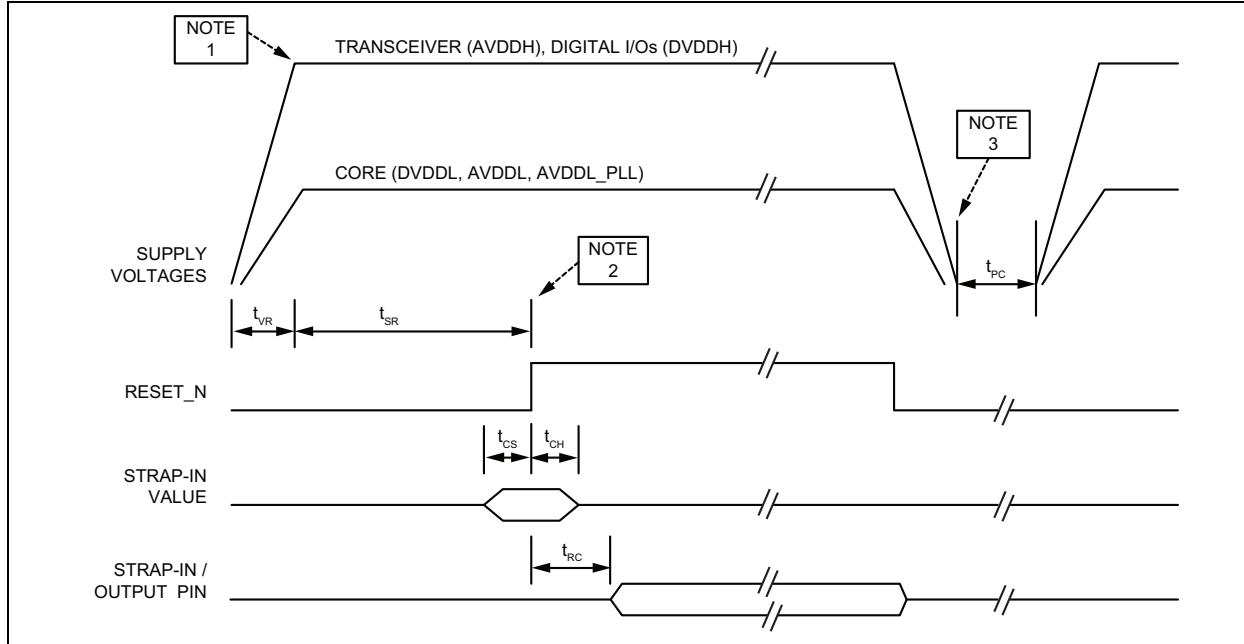 NOTE
1
TRANSCEIVER (AVDDH), DIGITAL I/Os (DVDDH)
NOTE
3
CORE (DVDDL, AVDDL, AVDDL_PLL)
NOTE
2
SUPPLY
VOLTAGES
tPC
tVR
tSR
RESET_N
tCS
tCH
STRAP-IN
VALUE
tRC
STRAP-IN /
OUTPUT PIN